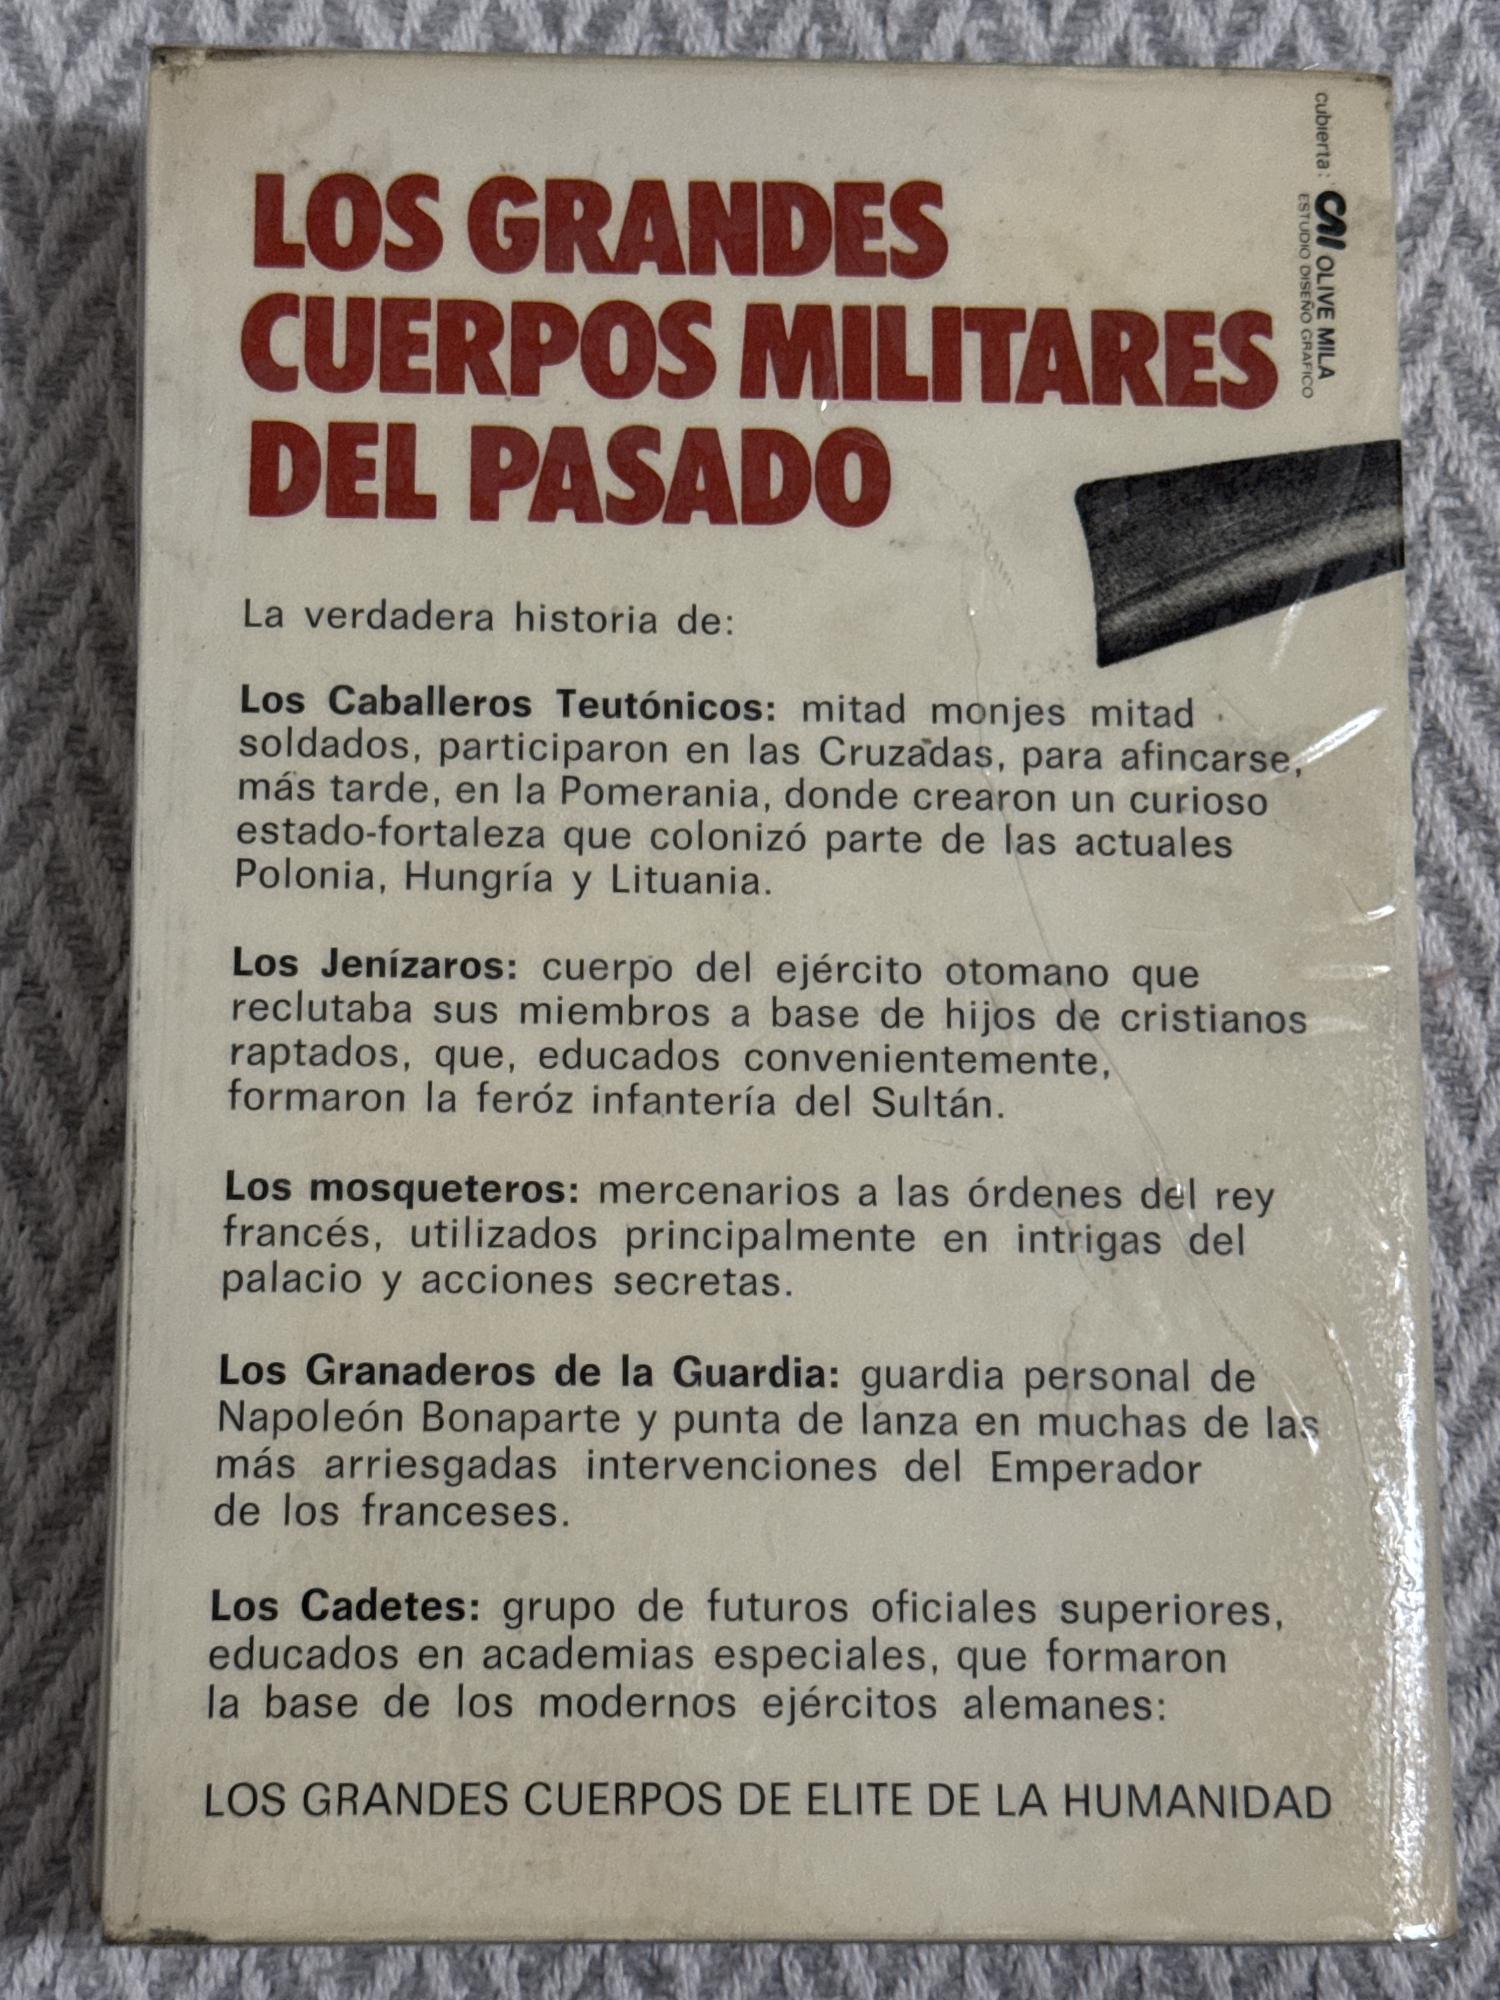 LOS GRANDES
CUERPOS MILITARES
DEL PASADO
cubierta:
OLIVE MILA
ESTUDIO DISEÑO GRAFICO
La verdadera historia de:
Los Caballeros Teutónicos: mitad monjes mitad
soldados, participaron en las Cruzadas, para afincarse,
más tarde, en la Pomerania, donde crearon un curioso
estado-fortaleza que colonizó parte de las actuales
Polonia, Hungría y Lituania.
Los Jenízaros: cuerpo del ejército otomano que
reclutaba sus miembros a base de hijos de cristianos
raptados, que, educados convenientemente,
formaron la feróz infantería del Sultán.
Los mosqueteros: mercenarios a las órdenes del rey
francés, utilizados principalmente en intrigas del
palacio y acciones secretas.
Los Granaderos de la Guardia: guardia personal de
Napoleón Bonaparte y punta de lanza en muchas de las
más arriesgadas intervenciones del Emperador
de los franceses.
Los Cadetes: grupo de futuros oficiales superiores,
educados en academias especiales, que formaron
la base de los modernos ejércitos alemanes:
LOS GRANDES CUERPOS DE ELITE DE LA HUMANIDAD